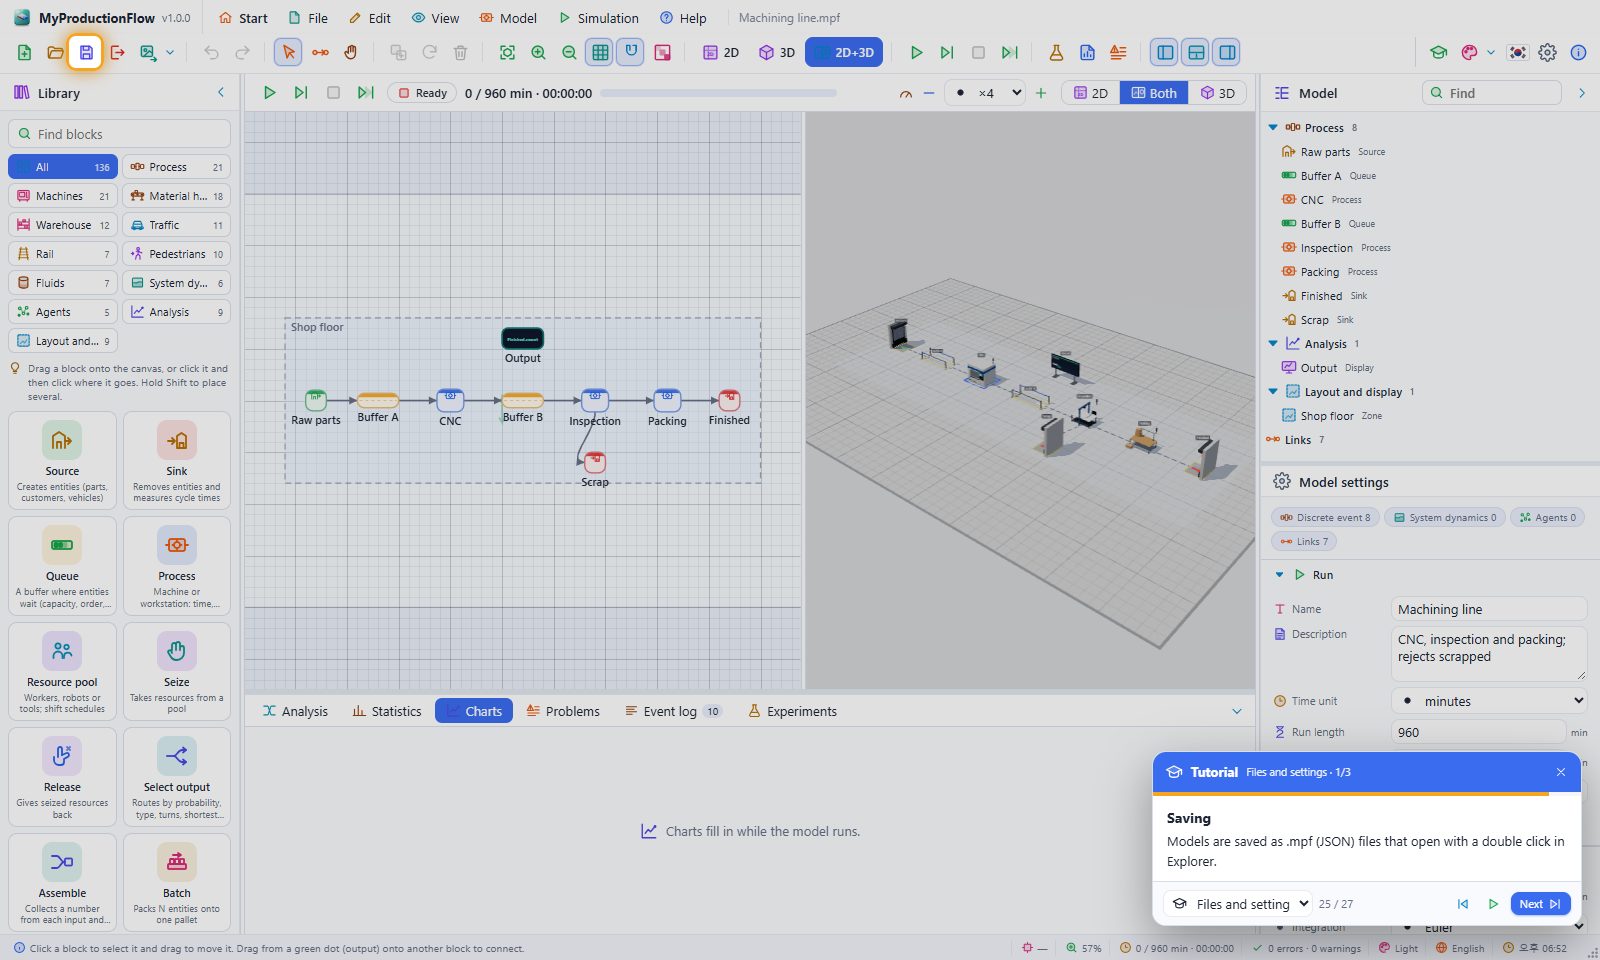 MyProductionFlow v1.0.0 Start File Edit View Model Simulation Help Machining line.mpf
2D 3D 2D+3D
Library
Find blocks
All 136 Process 21
Machines 21 Material h... 18
Warehouse 12 Traffic 11
Rail 7 Pedestrians 10
Fluids 7 System dy... 6
Agents 5 Analysis 9
Layout and... 9
Drag a block onto the canvas, or click it and
then click where it goes. Hold Shift to place
several.
Source
Creates entities (parts,
customers, vehicles)
Sink
Removes entities and
measures cycle times
Queue
A buffer where entities
wait (capacity, order,...
Process
Machine or
workstation: time,...
Resource pool
Workers, robots or
tools; shift schedules
Seize
Takes resources from a
pool
Release
Gives seized resources
back
Select output
Routes by probability,
type, turns, shortest...
Assemble
Collects a number
from each input and...
Batch
Packs N entities onto
one pallet
Ready 0 / 960 min · 00:00:00 ×4 2D Both 3D
Shop floor
Output
Raw parts Buffer A CNC Buffer B Inspection Packing Finished
Scrap
Analysis Statistics Charts Problems Event log 10 Experiments
Charts fill in while the model runs.
Model Find
Process 8
Raw parts Source
Buffer A Queue
CNC Process
Buffer B Queue
Inspection Process
Packing Process
Finished Sink
Scrap Sink
Analysis 1
Output Display
Layout and display 1
Shop floor Zone
Links 7
Model settings
Discrete event 8 System dynamics 0 Agents 0
Links 7
Run
Name Machining line
Description CNC, inspection and packing;
rejects scrapped
Time unit minutes
Run length 960 min
Tutorial Files and settings · 1/3
Saving
Models are saved as .mpf (JSON) files that open with a double click in
Explorer.
Files and setting 25 / 27 Next
Integration Euler
Click a block to select it and drag to move it. Drag from a green dot (output) onto another block to connect.
— 57% 0 / 960 min · 00:00:00 0 errors · 0 warnings Light English 오후 06:52